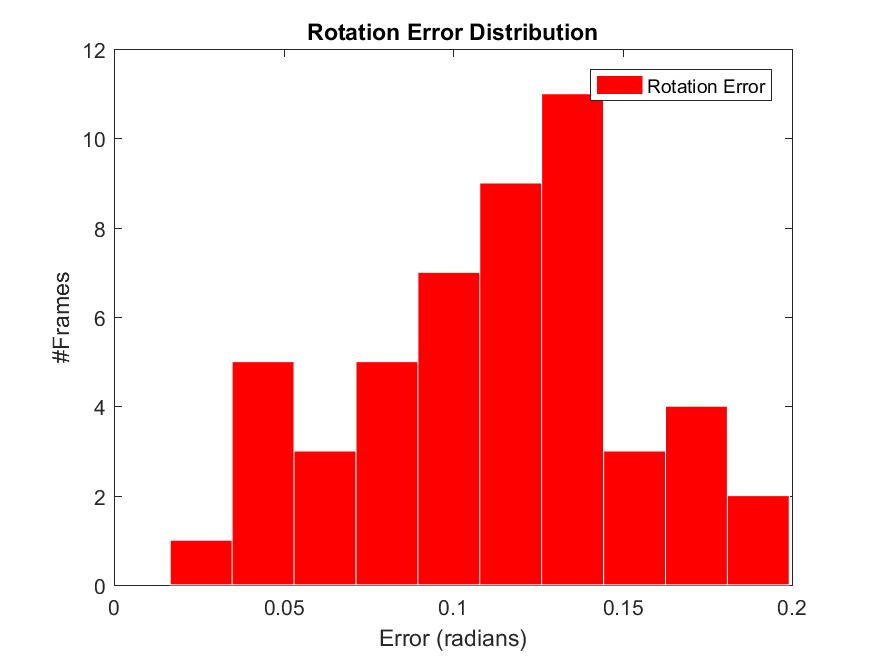 Rotation Error Distribution
12
Rotation Error
10
8
6
4
2
0
#Frames
0 0.05 0.1 0.15 0.2
Error (radians)